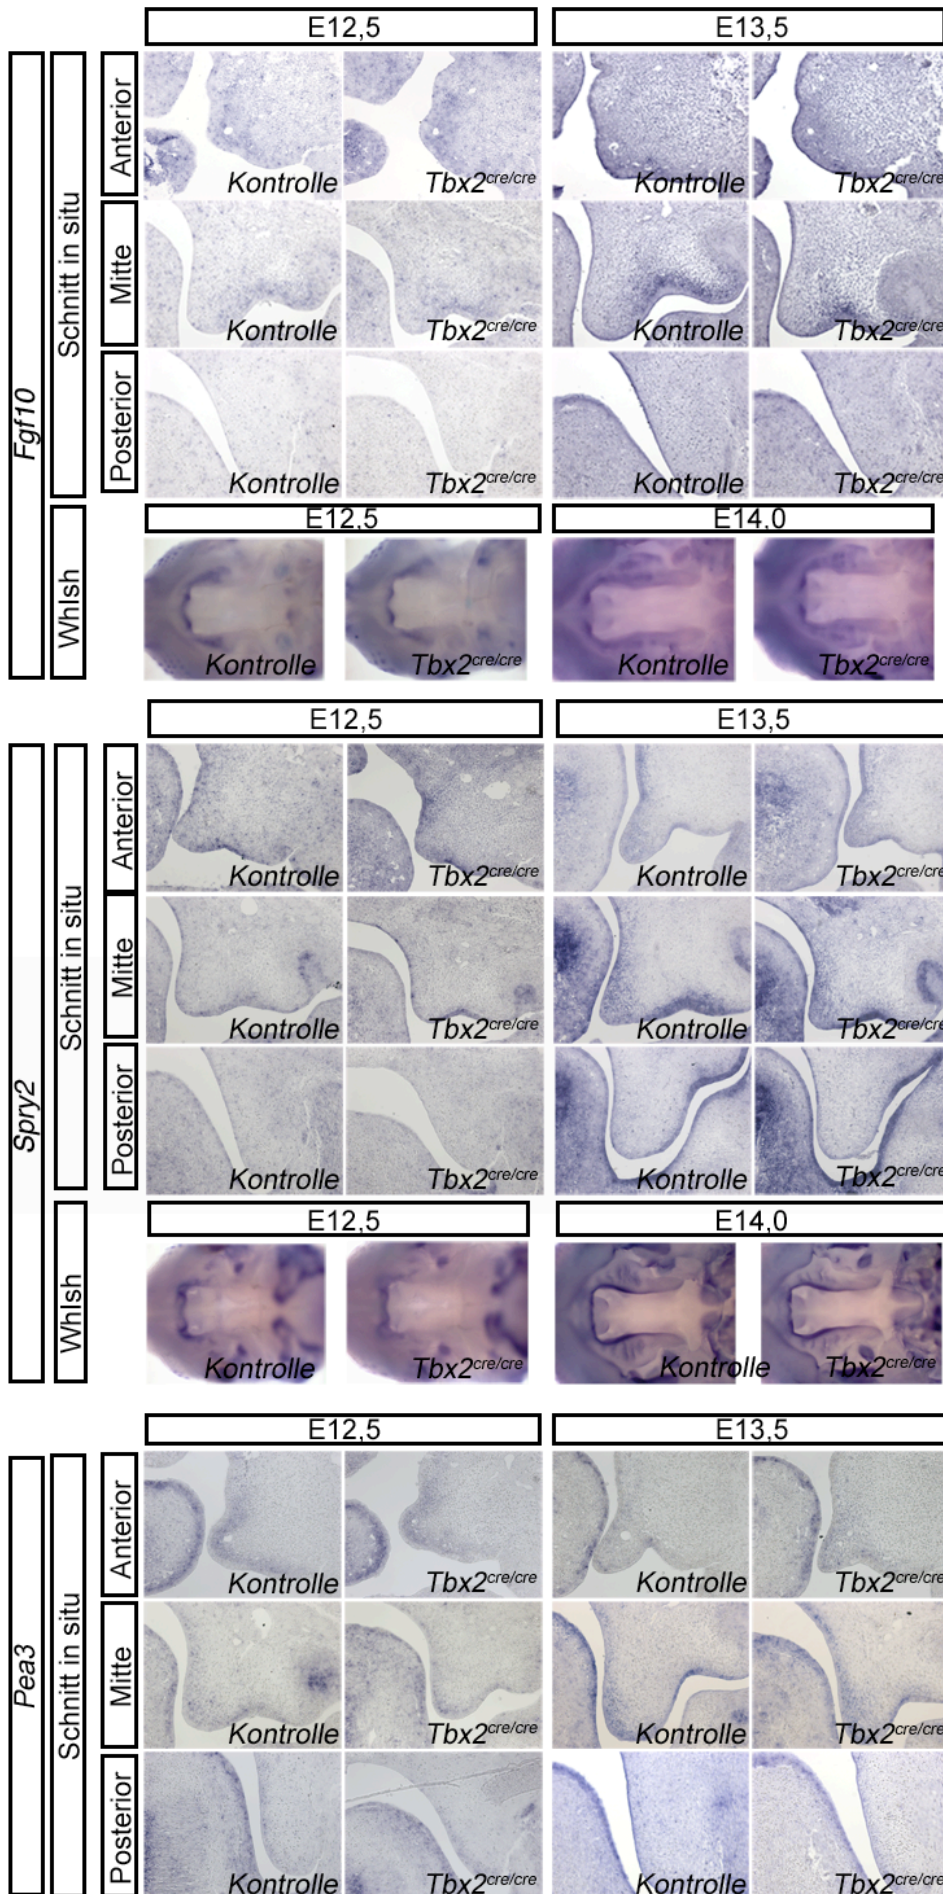 E12,5 E13,5
Fgf10
Schnitt in situ
Anterior
Kontrolle Tbx2cre/cre Kontrolle Tbx2cre/cre
Mitte
Kontrolle Tbx2cre/cre Kontrolle Tbx2cre/cre
Posterior
Kontrolle Tbx2cre/cre Kontrolle Tbx2cre/cre
E12,5 E14,0
WhIsh
Kontrolle Tbx2cre/cre Kontrolle Tbx2cre/cre
E12,5 E13,5
Spry2
Schnitt in situ
Anterior
Kontrolle Tbx2cre/cre Kontrolle Tbx2cre/cre
Mitte
Kontrolle Tbx2cre/cre Kontrolle Tbx2cre/cre
Posterior
Kontrolle Tbx2cre/cre Kontrolle Tbx2cre/cre
E12,5 E14,0
WhIsh
Kontrolle Tbx2cre/cre Kontrolle Tbx2cre/cre
E12,5 E13,5
Pea3
Schnitt in situ
Anterior
Kontrolle Tbx2cre/cre Kontrolle Tbx2cre/cre
Mitte
Kontrolle Tbx2cre/cre Kontrolle Tbx2cre/cre
Posterior
Kontrolle Tbx2cre/cre Kontrolle Tbx2cre/cre